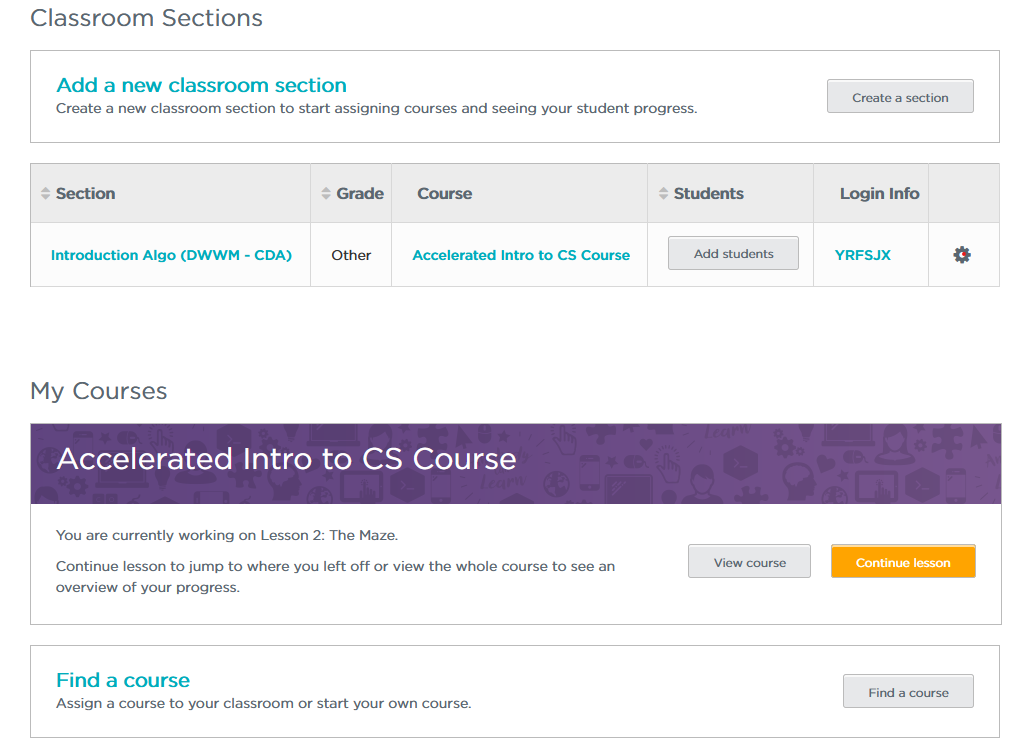 Classroom Sections
Add a new classroom section
Create a new classroom section to start assigning courses and seeing your student progress.
Create a section
Section Grade Course Students Login Info
Introduction Algo (DWWM - CDA) Other Accelerated Intro to CS Course Add students YRFSJX
My Courses
Accelerated Intro to CS Course
You are currently working on Lesson 2: The Maze.
Continue lesson to jump to where you left off or view the whole course to see an
overview of your progress.
View course Continue lesson
Find a course
Assign a course to your classroom or start your own course.
Find a course